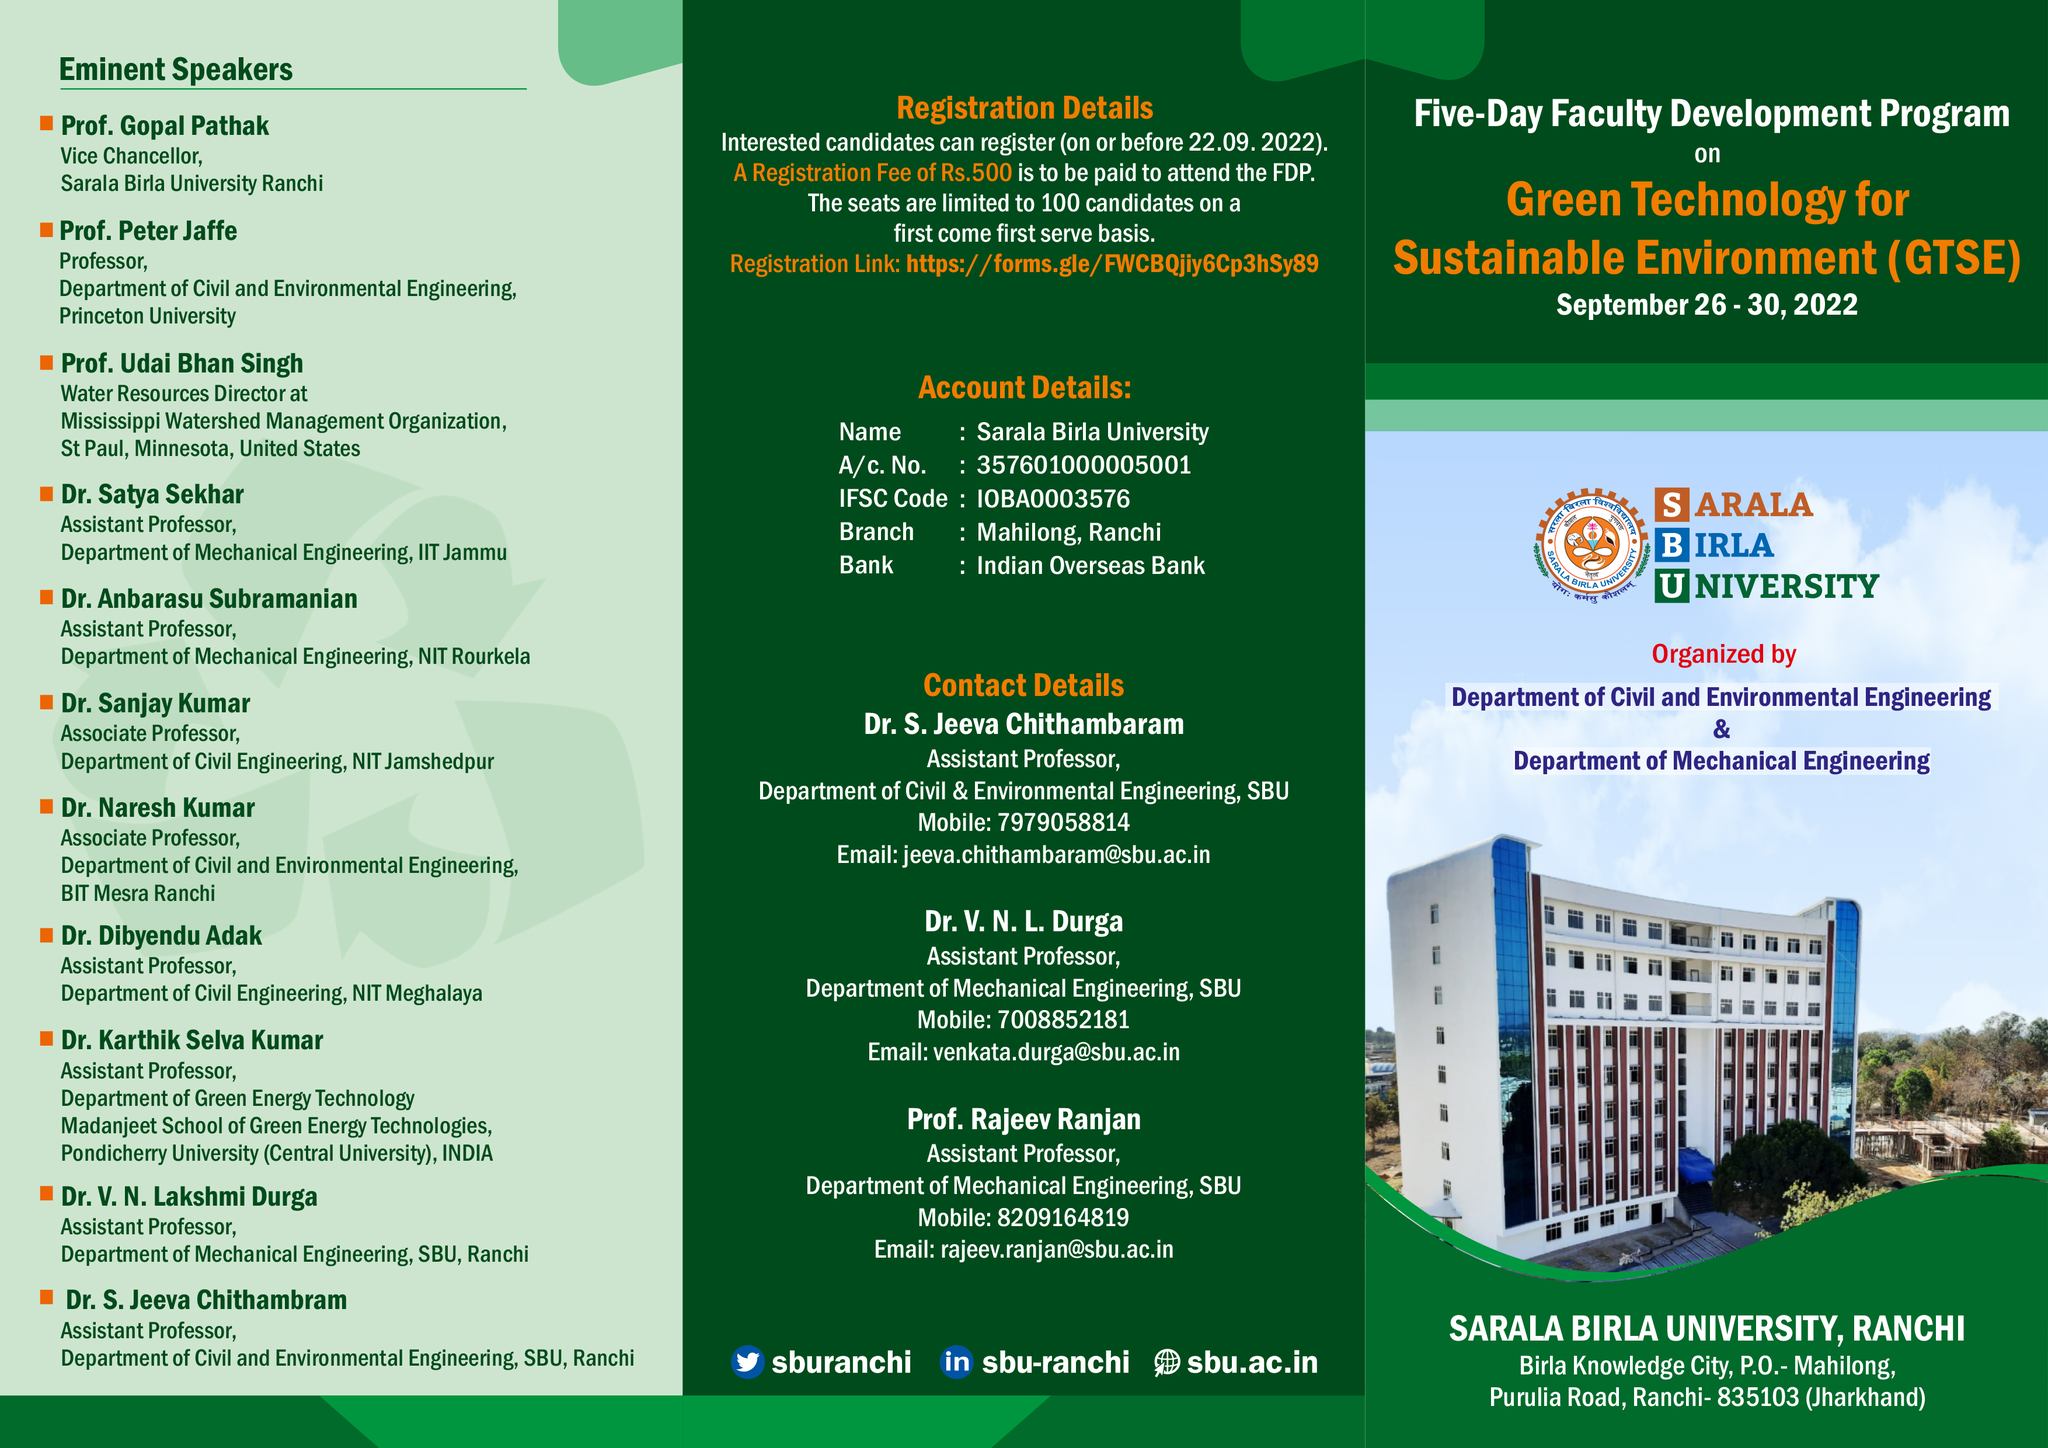 Eminent Speakers
Prof. Gopal Pathak
Vice Chancellor,
Sarala Birla University Ranchi
Prof. Peter Jaffe
Professor,
Department of Civil and Environmental Engineering,
Princeton University
Prof. Udai Bhan Singh
Water Resources Director at
Mississippi Watershed Management Organization,
St Paul, Minnesota, United States
Dr. Satya Sekhar
Assistant Professor,
Department of Mechanical Engineering, IIT Jammu
Dr. Anbarasu Subramanian
Assistant Professor,
Department of Mechanical Engineering, NIT Rourkela
Dr. Sanjay Kumar
Associate Professor,
Department of Civil Engineering, NIT Jamshedpur
Dr. Naresh Kumar
Associate Professor,
Department of Civil and Environmental Engineering,
BIT Mesra Ranchi
Dr. Dibyendu Adak
Assistant Professor,
Department of Civil Engineering, NIT Meghalaya
Dr. Karthik Selva Kumar
Assistant Professor,
Department of Green Energy Technology
Madanjeet School of Green Energy Technologies,
Pondicherry University (Central University), INDIA
Dr. V. N. Lakshmi Durga
Assistant Professor,
Department of Mechanical Engineering, SBU, Ranchi
Dr. S. Jeeva Chithambram
Assistant Professor,
Department of Civil and Environmental Engineering, SBU, Ranchi
Registration Details
Interested candidates can register (on or before 22.09. 2022).
A Registration Fee of Rs.500 is to be paid to attend the FDP.
The seats are limited to 100 candidates on a
first come first serve basis.
Registration Link: https://forms.gle/FWCBQjiy6Cp3hSy89
Account Details:
Name : Sarala Birla University
A/c. No. : 357601000005001
IFSC Code : IOBA0003576
Branch : Mahilong, Ranchi
Bank : Indian Overseas Bank
Contact Details
Dr. S. Jeeva Chithambaram
Assistant Professor,
Department of Civil & Environmental Engineering, SBU
Mobile: 7979058814
Email: jeeva.chithambaram@sbu.ac.in
Dr. V. N. L. Durga
Assistant Professor,
Department of Mechanical Engineering, SBU
Mobile: 7008852181
Email: venkata.durga@sbu.ac.in
Prof. Rajeev Ranjan
Assistant Professor,
Department of Mechanical Engineering, SBU
Mobile: 8209164819
Email: rajeev.ranjan@sbu.ac.in
sburanchi in sbu-ranchi sbu.ac.in
Five-Day Faculty Development Program
on
Green Technology for
Sustainable Environment (GTSE)
September 26 - 30, 2022
सरला बिरला विश्वविद्यालय
SARALA BIRLA UNIVERSITY
योगः कर्मसु कौशलम्
SARALA
BIRLA
UNIVERSITY
Organized by
Department of Civil and Environmental Engineering
&
Department of Mechanical Engineering
SARALA BIRLA UNIVERSITY, RANCHI
Birla Knowledge City, P.O.- Mahilong,
Purulia Road, Ranchi- 835103 (Jharkhand)